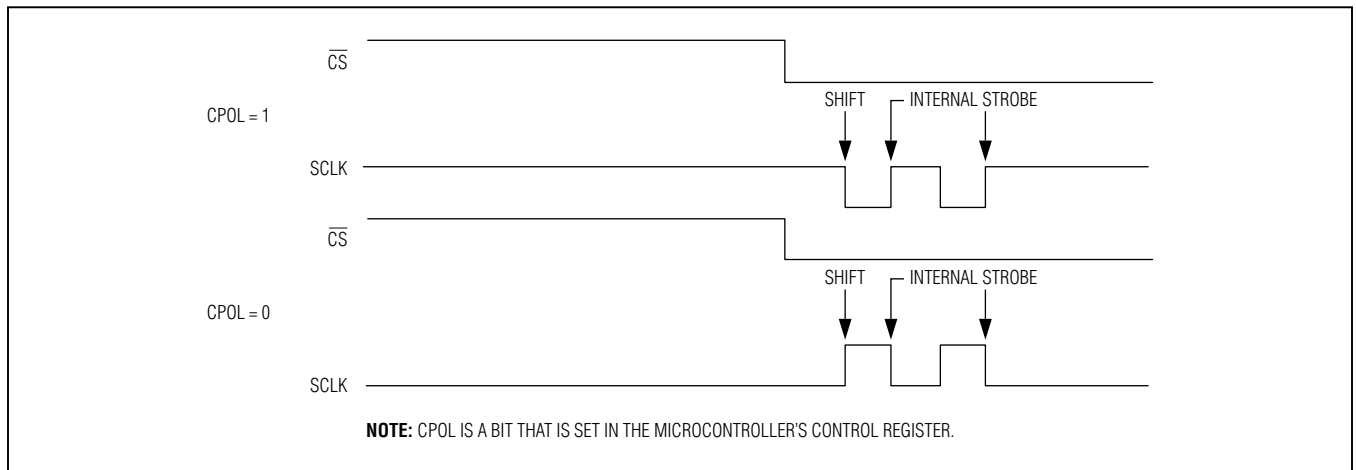 CS
SHIFT INTERNAL STROBE
CPOL = 1
SCLK
CS
SHIFT INTERNAL STROBE
CPOL = 0
SCLK
NOTE: CPOL IS A BIT THAT IS SET IN THE MICROCONTROLLER'S CONTROL REGISTER.